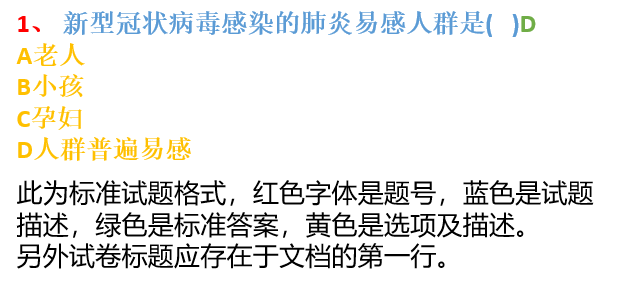 1、 新型冠状病毒感染的肺炎易感人群是(   )D
A老人
B小孩
C孕妇
D人群普遍易感
此为标准试题格式，红色字体是题号，蓝色是试题
描述，绿色是标准答案，黄色是选项及描述。
另外试卷标题应存在于文档的第一行。